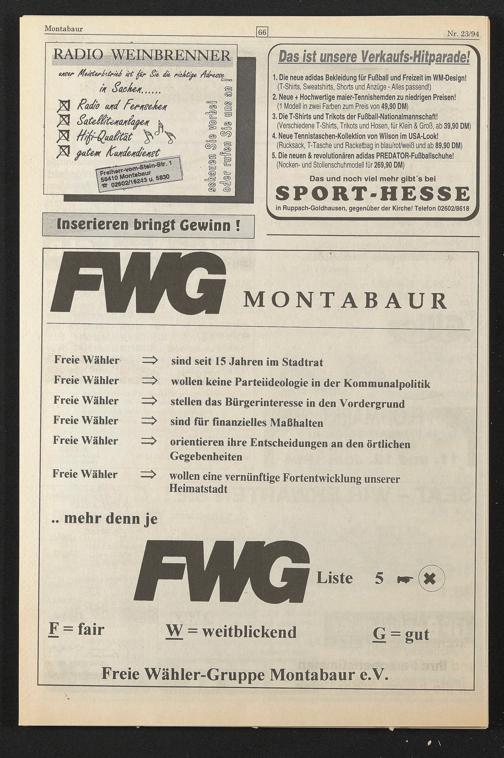 Montabaur
66
Nr. 23/94
RADIO WEINBRENNER
unser Meisterbetrieb ist für Sie die richtige Adresse
in Sachen......
Radio und Fernsehen
Satellitenanlagen
Hifi-Qualität
gutem Kundendienst
schauen Sie vorbei
oder rufen Sie uns an !
Freiherr-vom-Stein-Str. 1
56410 Montabaur
☎ 02602/16243 u. 5830
Inserieren bringt Gewinn !
Das ist unsere Verkaufs-Hitparade!
1. Die neue adidas Bekleidung für Fußball und Freizeit im WM-Design!
(T-Shirts, Sweatshirts, Shorts und Anzüge - Alles passend)
2. Neue + Hochwertige maier-Tennishemden zu niedrigen Preisen!
(1 Modell in zwei Farben zum Preis von 49,90 DM)
3. Die T-Shirts und Trikots der Fußball-Nationalmannschaft!
(Verschiedene T-Shirts, Trikots und Hosen, für Klein & Groß, ab 39,90 DM)
4. Neue Tennistaschen-Kollektion von Wilson im USA-Look!
(Rucksack, T-Tasche und Racketbag in blau/rot/weiß und ab 89,90 DM)
5. Die neuen & revolutionären adidas PREDATOR-Fußballschuhe!
(Nocken- und Stollenschuhmodell für 269,90 DM)
Das und noch viel mehr gibt's bei
SPORT-HESSE
in Ruppach-Goldhausen, gegenüber der Kirche! Telefon 02602/8618
FWG MONTABAUR
Freie Wähler ⇒ sind seit 15 Jahren im Stadtrat
Freie Wähler ⇒ wollen keine Parteiideologie in der Kommunalpolitik
Freie Wähler ⇒ stellen das Bürgerinteresse in den Vordergrund
Freie Wähler ⇒ sind für finanzielles Maßhalten
Freie Wähler ⇒ orientieren ihre Entscheidungen an den örtlichen
Gegebenheiten
Freie Wähler ⇒ wollen eine vernünftige Fortentwicklung unserer
Heimatstadt
.. mehr denn je
FWG Liste 5 ☛ ⊗
F = fair W = weitblickend G = gut
Freie Wähler-Gruppe Montabaur e.V.